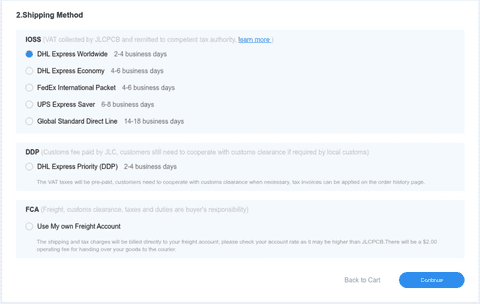 2.Shipping Method
IOSS (VAT collected by JLCPCB and remitted to competent tax authority, learn more )
DHL Express Worldwide 2-4 business days
DHL Express Economy 4-6 business days
FedEx International Packet 4-6 business days
UPS Express Saver 6-8 business days
Global Standard Direct Line 14-18 business days
DDP (Customs fee paid by JLC, customers still need to cooperate with custome clearance if required by local customs)
DHL Express Priority (DDP) 2-4 business days
The VAT taxes will be pre-paid, customers need to cooperate with customs clearance when necessary, tax invoices can be applied on the order history page.
FCA (Freight, customs clearance, taxes and duties are buyer's responsibility)
Use My own Freight Account
The shipping and tax charges will be billed directly to your freight account, please check your account rate as it may be higher than JLCPCB.There will be a $2.00
operating fee for handing over your goods to the courier.
Back to Cart
Continue